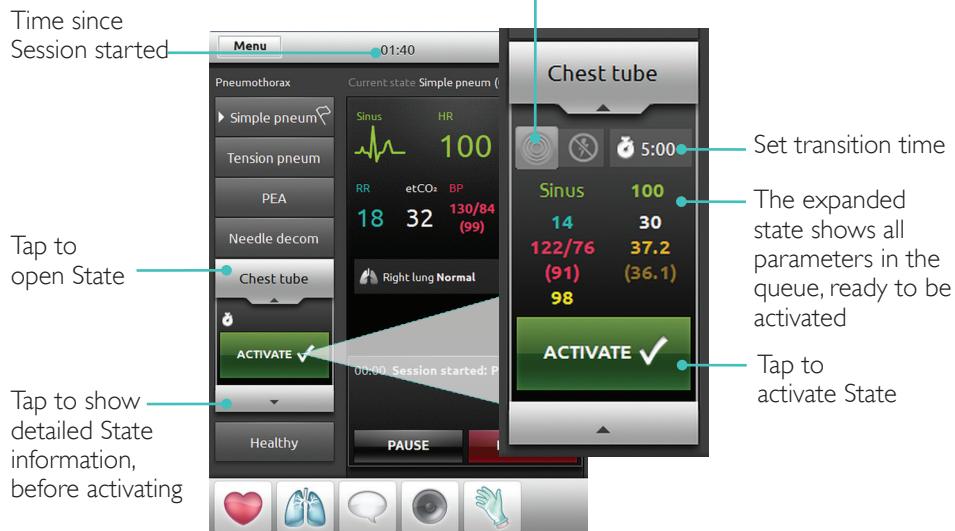 Time since
Session started
Menu
01:40
Pneumothorax
Current state Simple pneum (
Simple pneum
Tension pneum
PEA
Needle decom
Chest tube
ACTIVATE
Healthy
Sinus
HR
100
RR
etCO₂
BP
18
32
130/84
(99)
Right lung Normal
00:00 Session started: P
PAUSE
Chest tube
5:00
Sinus
100
14
30
122/76
37.2
(91)
(36.1)
98
ACTIVATE
Tap to
open State
Tap to show
detailed State
information,
before activating
Set transition time
The expanded
state shows all
parameters in the
queue, ready to be
activated
Tap to
activate State